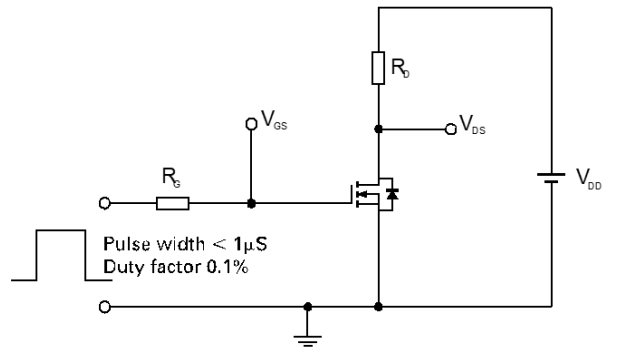 R_D
V_GS
V_DS
R_G
V_DD
Pulse width < 1μS
Duty factor 0.1%